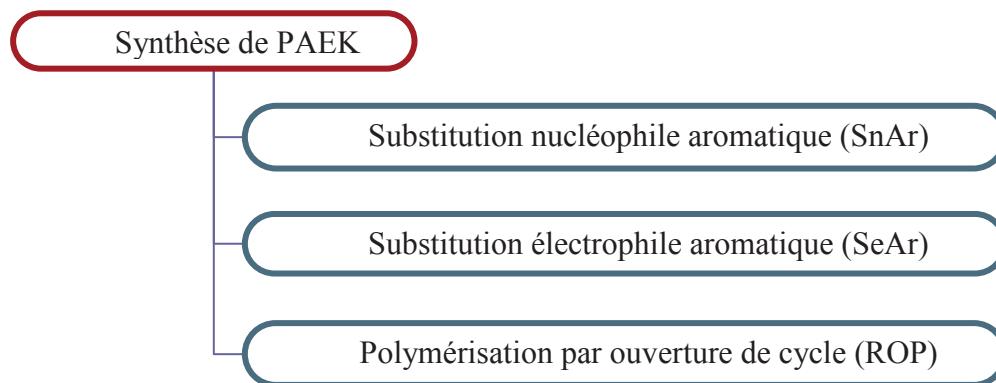 Synthèse de PAEK
Substitution nucléophile aromatique (SnAr)
Substitution électrophile aromatique (SeAr)
Polymérisation par ouverture de cycle (ROP)